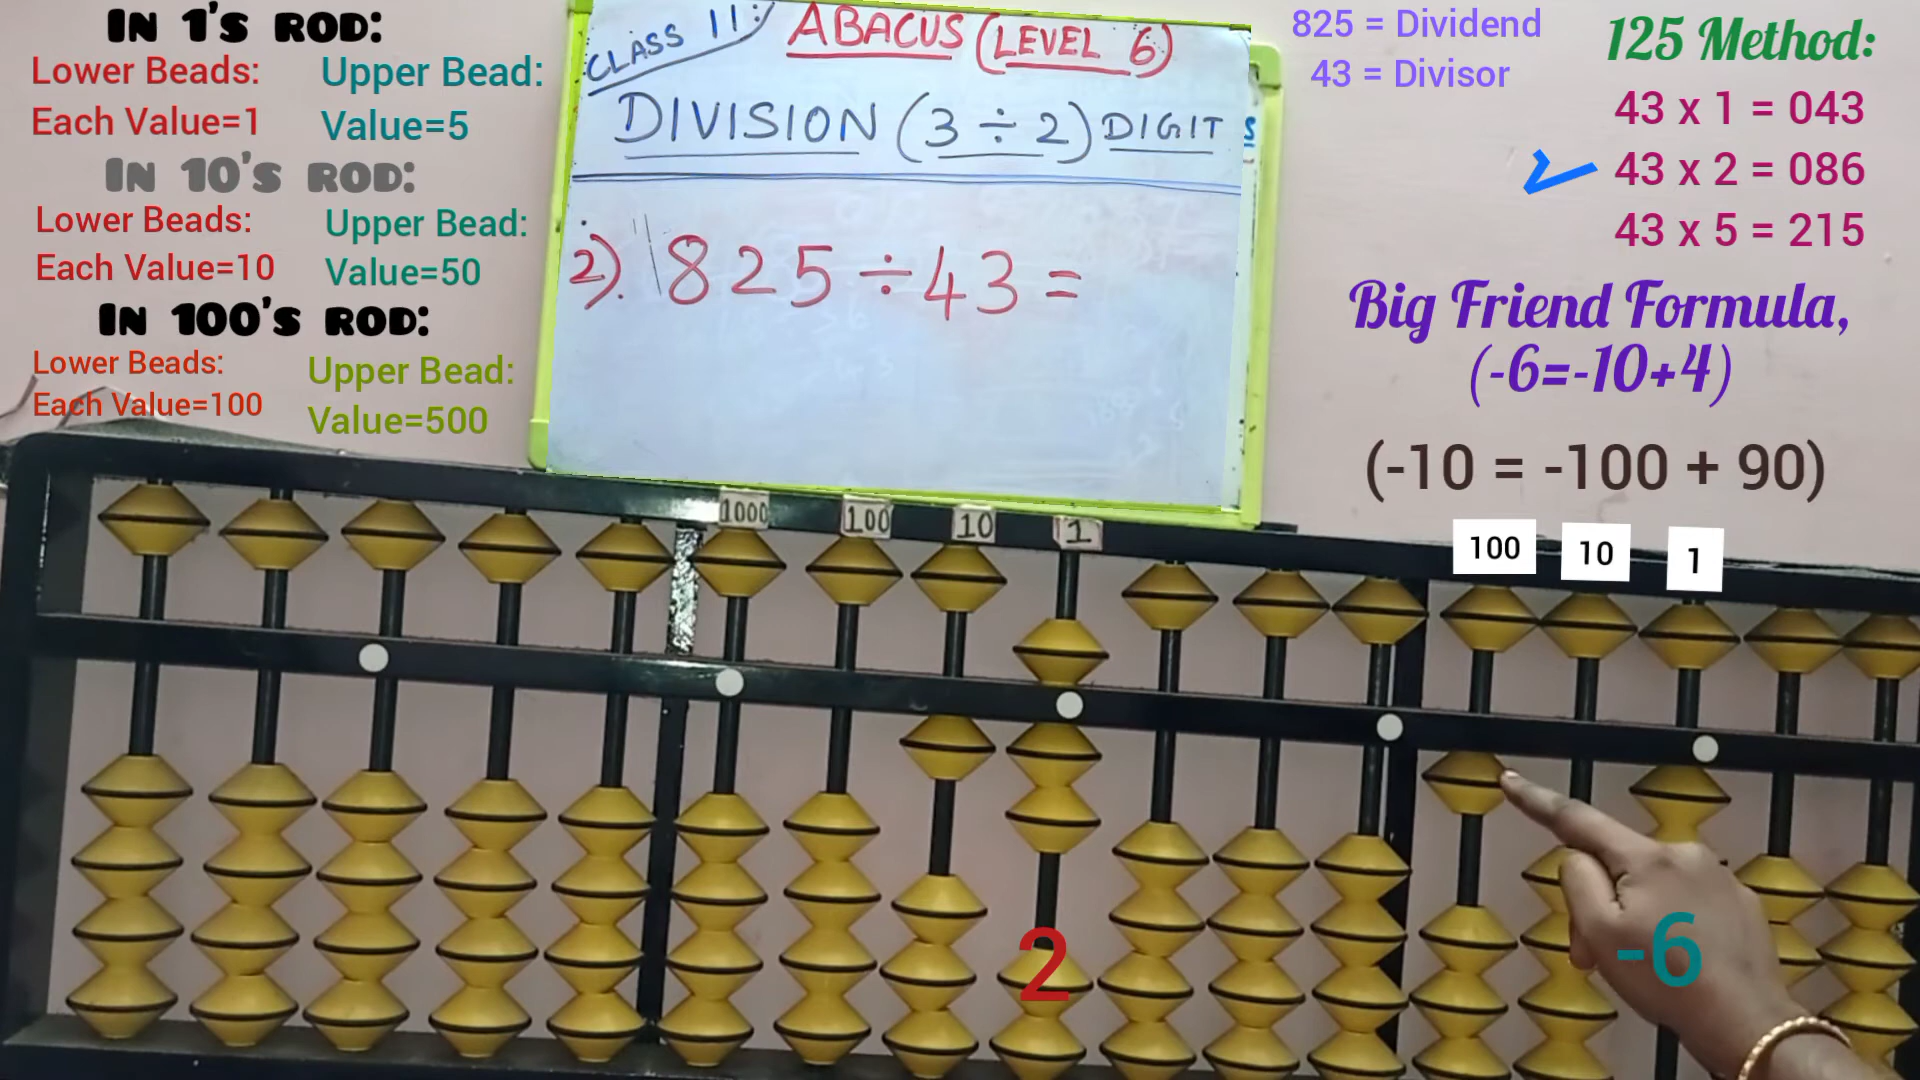 IN 1'S ROD:
Lower Beads:
Each Value=1
Upper Bead:
Value=5
IN 10'S ROD:
Lower Beads:
Each Value=10
Upper Bead:
Value=50
IN 100'S ROD:
Lower Beads:
Each Value=100
Upper Bead:
Value=500
CLASS 11:
ABACUS (LEVEL 6)
DIVISION (3 ÷ 2) DIGITS
2). 825 ÷ 43 =
825 = Dividend
43 = Divisor
125 Method:
43 x 1 = 043
43 x 2 = 086
43 x 5 = 215
Big Friend Formula,
(-6=-10+4)
(-10 = -100 + 90)
1000 100 10 1
100 10 1
2
-6